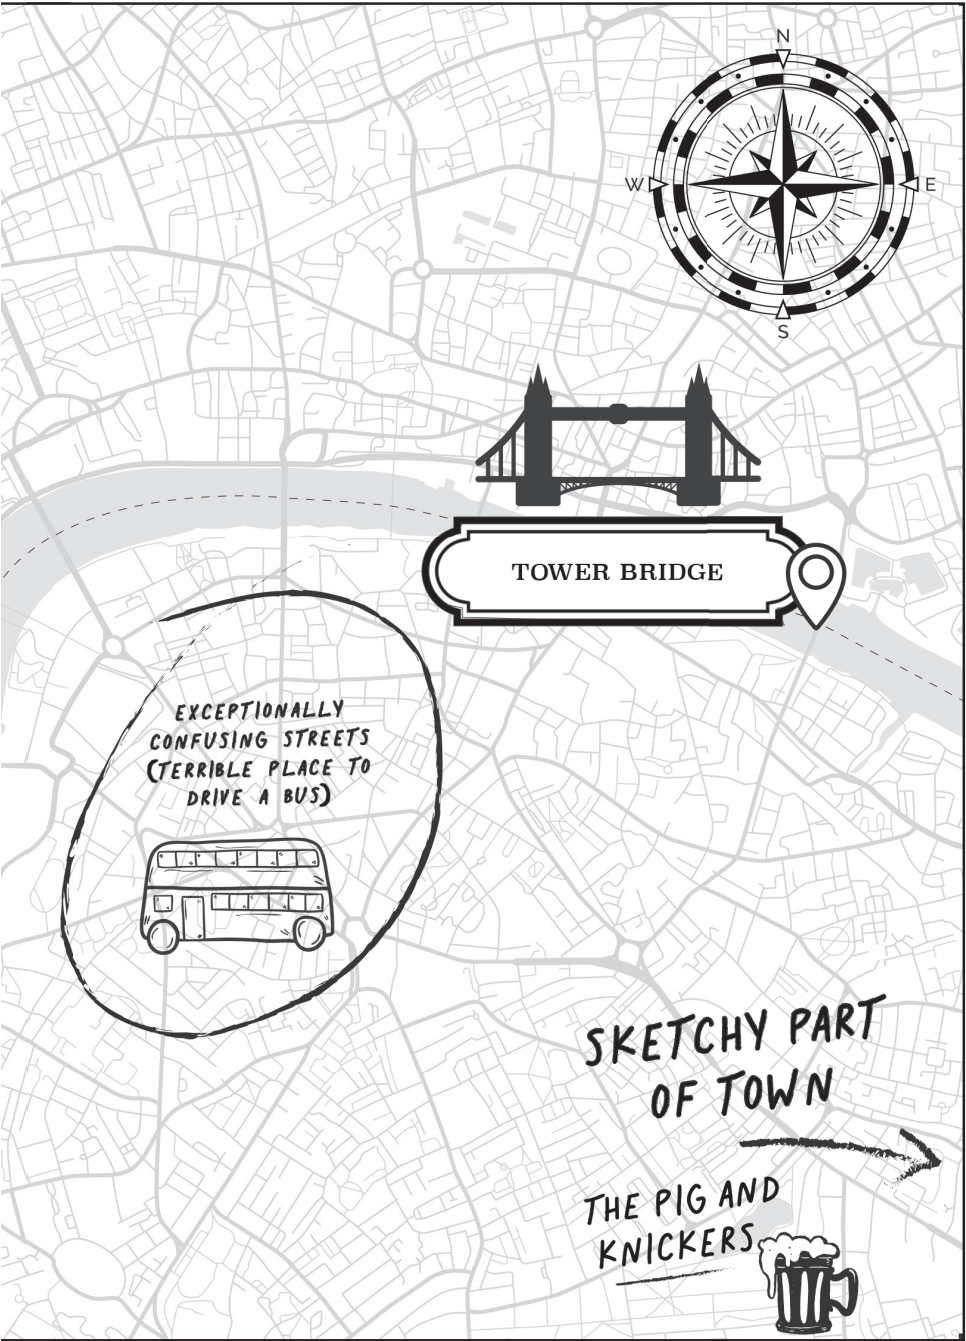 N
W
E
S
TOWER BRIDGE
EXCEPTIONALLY
CONFUSING STREETS
(TERRIBLE PLACE TO
DRIVE A BUS)
SKETCHY PART
OF TOWN
THE PIG AND
KNICKERS